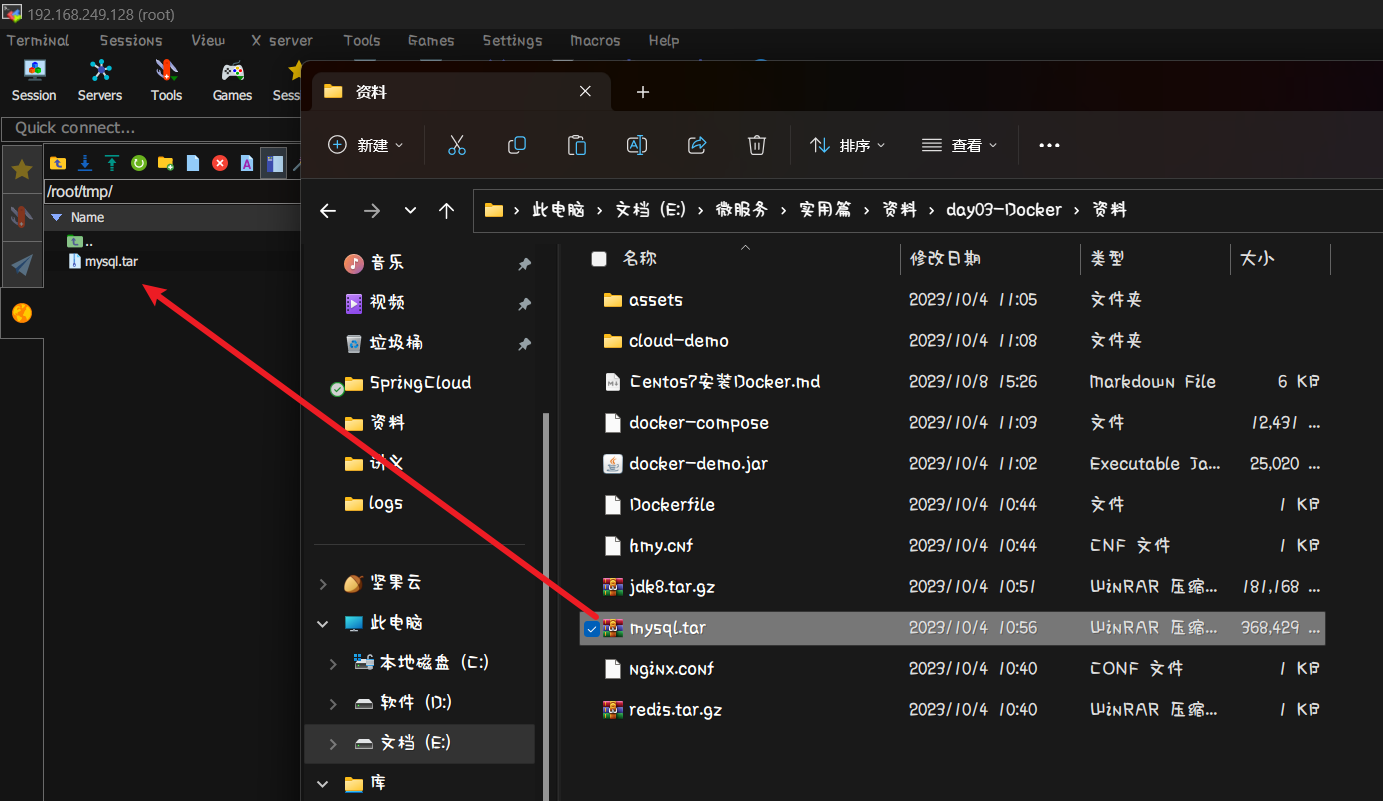 192.168.249.128 (root)
Terminal Sessions View X server Tools Games Settings Macros Help
Session Servers Tools Games Sess
Quick connect...
/root/tmp/
Name
..
mysql.tar
资料
新建 排序 查看
此电脑 > 文档 (E:) > 微服务 > 实用篇 > 资料 > day03-Docker > 资料
音乐
视频
垃圾桶
SpringCloud
资料
讲义
logs
坚果云
此电脑
本地磁盘 (C:)
软件 (D:)
文档 (E:)
库
名称 修改日期 类型 大小
assets 2023/10/4 11:05 文件夹
cloud-demo 2023/10/4 11:08 文件夹
Centos7安装Docker.md 2023/10/8 15:26 Markdown File 6 KB
docker-compose 2023/10/4 11:03 文件 12,431 ...
docker-demo.jar 2023/10/4 11:02 Executable Ja... 25,020 ...
Dockerfile 2023/10/4 10:44 文件 1 KB
hmy.cnf 2023/10/4 10:44 CNF 文件 1 KB
jdk8.tar.gz 2023/10/4 10:51 WinRAR 压缩... 181,168 ...
mysql.tar 2023/10/4 10:56 WinRAR 压缩... 368,429 ...
nginx.conf 2023/10/4 10:40 CONF 文件 1 KB
redis.tar.gz 2023/10/4 10:40 WinRAR 压缩... 1 KB